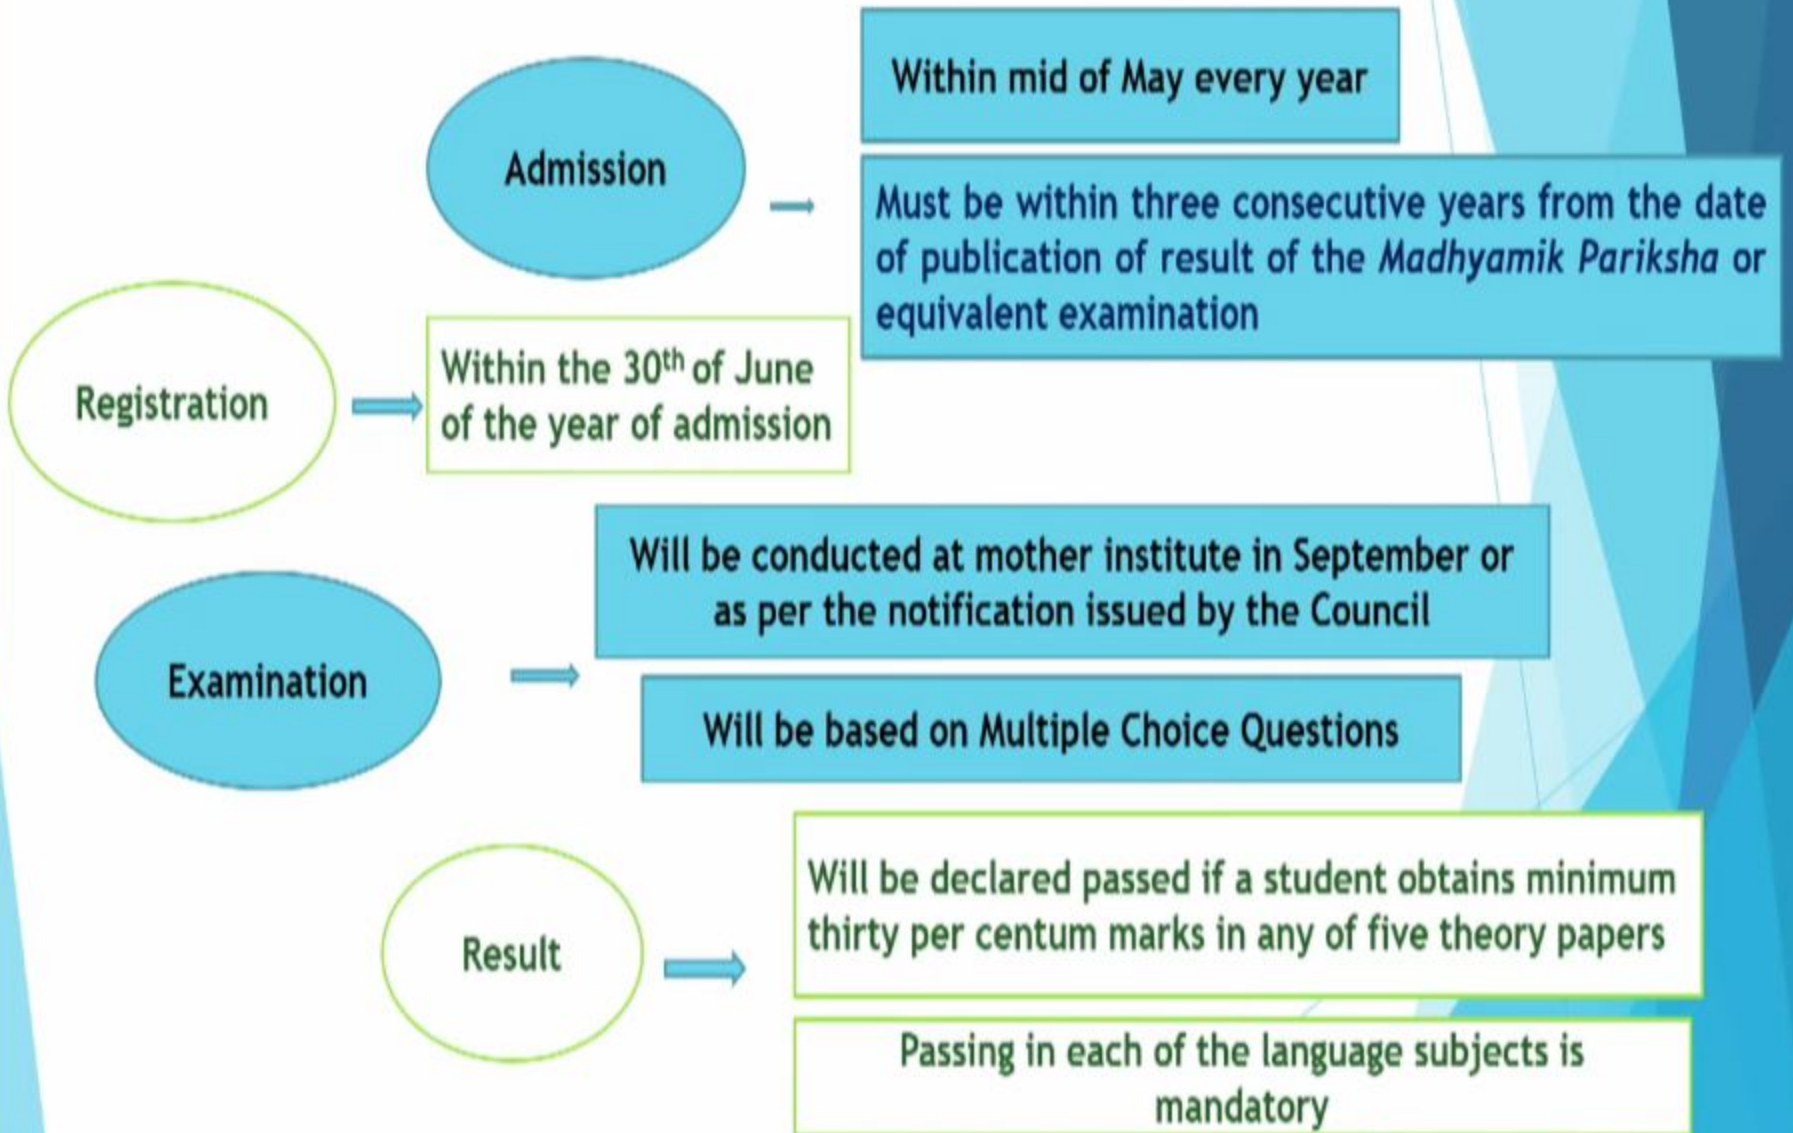 Admission
Within mid of May every year
Must be within three consecutive years from the date
of publication of result of the Madhyamik Pariksha or
equivalent examination
Registration
Within the 30th of June
of the year of admission
Examination
Will be conducted at mother institute in September or
as per the notification issued by the Council
Will be based on Multiple Choice Questions
Result
Will be declared passed if a student obtains minimum
thirty per centum marks in any of five theory papers
Passing in each of the language subjects is
mandatory